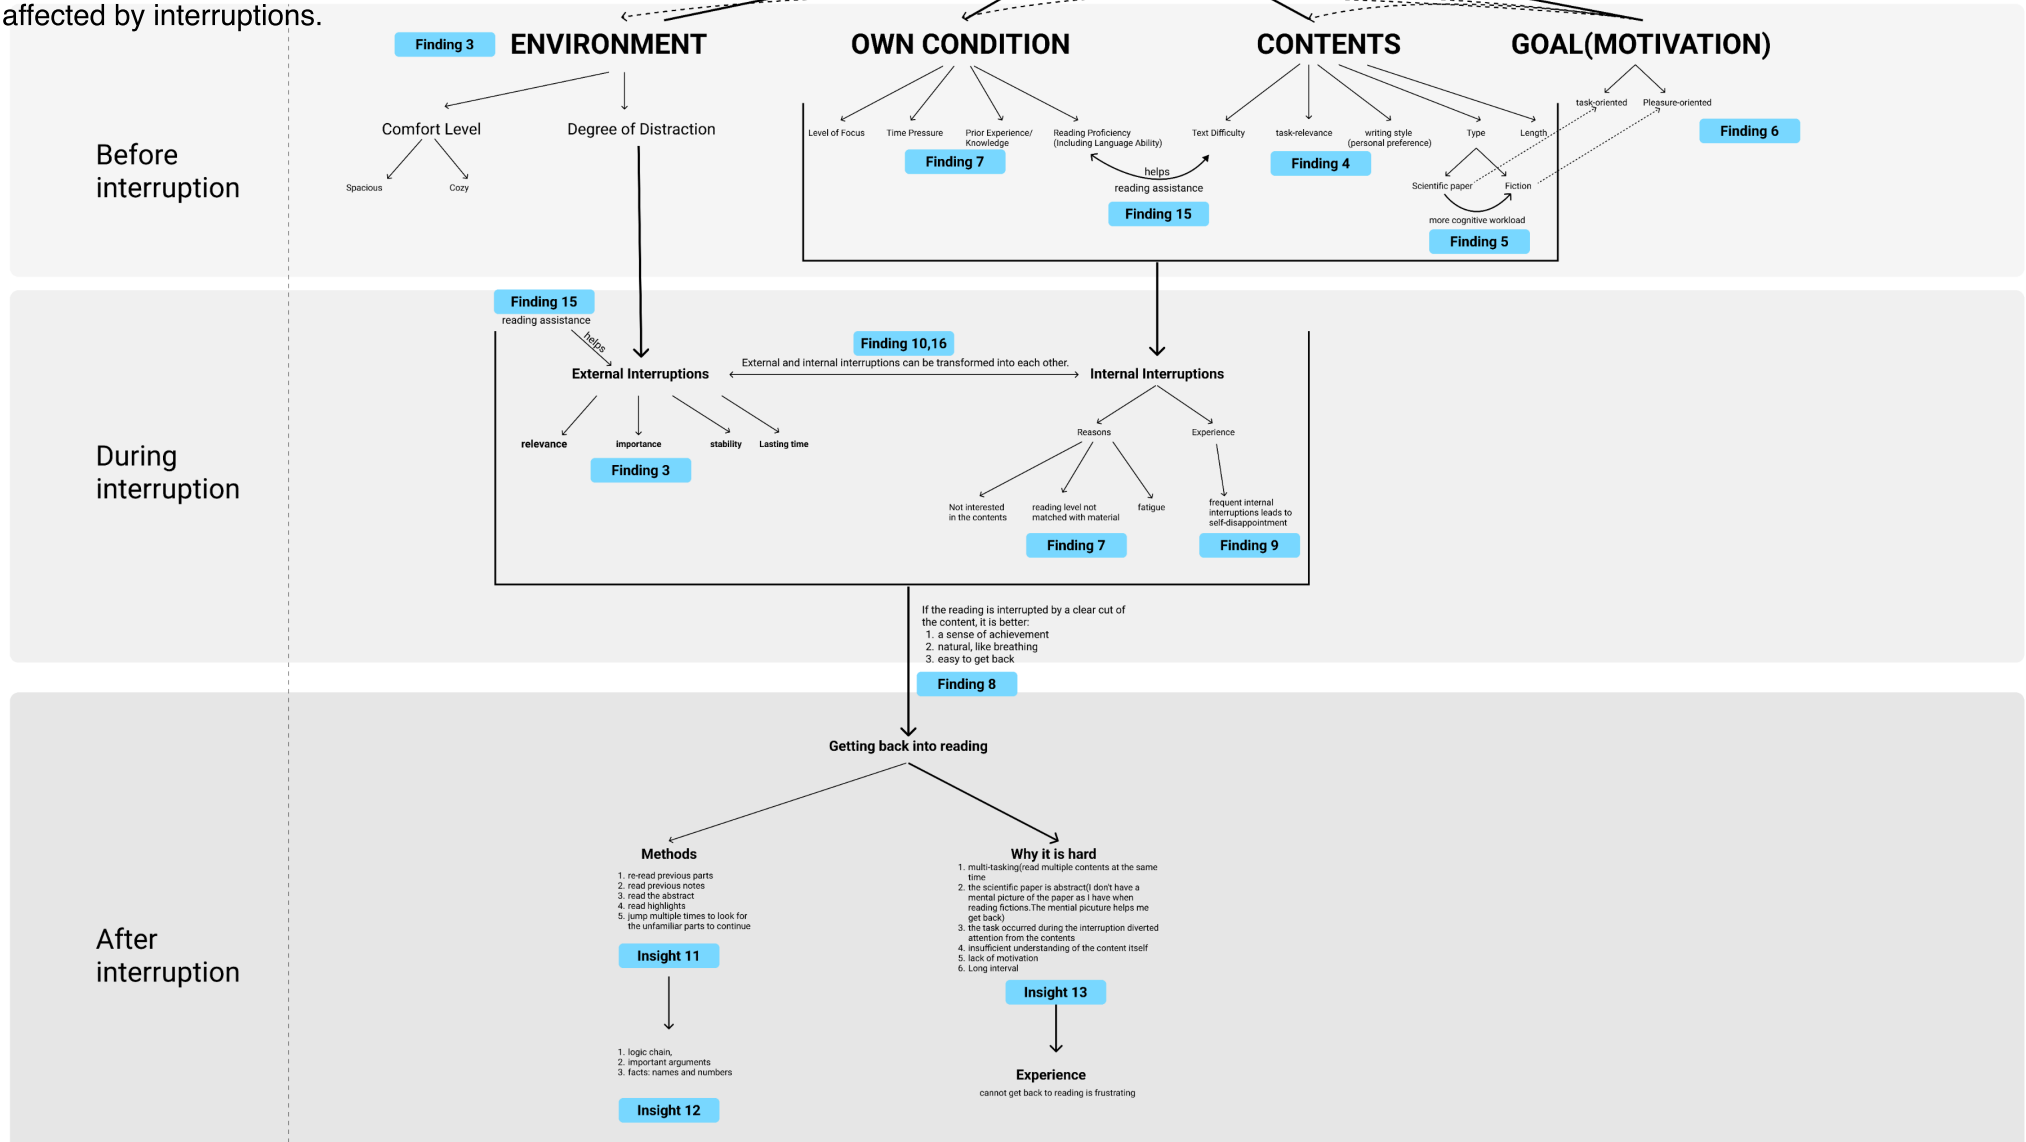 affected by interruptions.
Finding 3
ENVIRONMENT
OWN CONDITION
CONTENTS
GOAL(MOTIVATION)
Before
interruption
Comfort Level
Degree of Distraction
Spacious
Cozy
Level of Focus
Time Pressure
Prior Experience/
Knowledge
Reading Proficiency
(Including Language Ability)
Finding 7
helps
reading assistance
Finding 15
Text Difficulty
task-relevance
writing style
(personal preference)
Type
Length
Finding 4
Scientific paper
Fiction
more cognitive workload
Finding 5
task-oriented
Pleasure-oriented
Finding 6
During
interruption
Finding 15
reading assistance
helps
External Interruptions
Finding 10,16
External and internal interruptions can be transformed into each other.
Internal Interruptions
relevance
importance
stability
Lasting time
Finding 3
Reasons
Experience
Not interested
in the contents
reading level not
matched with material
fatigue
frequent internal
interruptions leads to
self-disappointment
Finding 7
Finding 9
If the reading is interrupted by a clear cut of
the content, it is better:
1. a sense of achievement
2. natural, like breathing
3. easy to get back
Finding 8
After
interruption
Getting back into reading
Methods
1. re-read previous parts
2. read previous notes
3. read the abstract
4. read highlights
5. jump multiple times to look for
the unfamiliar parts to continue
Insight 11
1. logic chain,
2. important arguments
3. facts: names and numbers
Insight 12
Why it is hard
1. multi-tasking(read multiple contents at the same
time
2. the scientific paper is abstract(I don't have a
mental picture of the paper as I have when
reading fictions.The mential picuture helps me
get back)
3. the task occurred during the interruption diverted
attention from the contents
4. insufficient understanding of the content itself
5. lack of motivation
6. Long interval
Insight 13
Experience
cannot get back to reading is frustrating